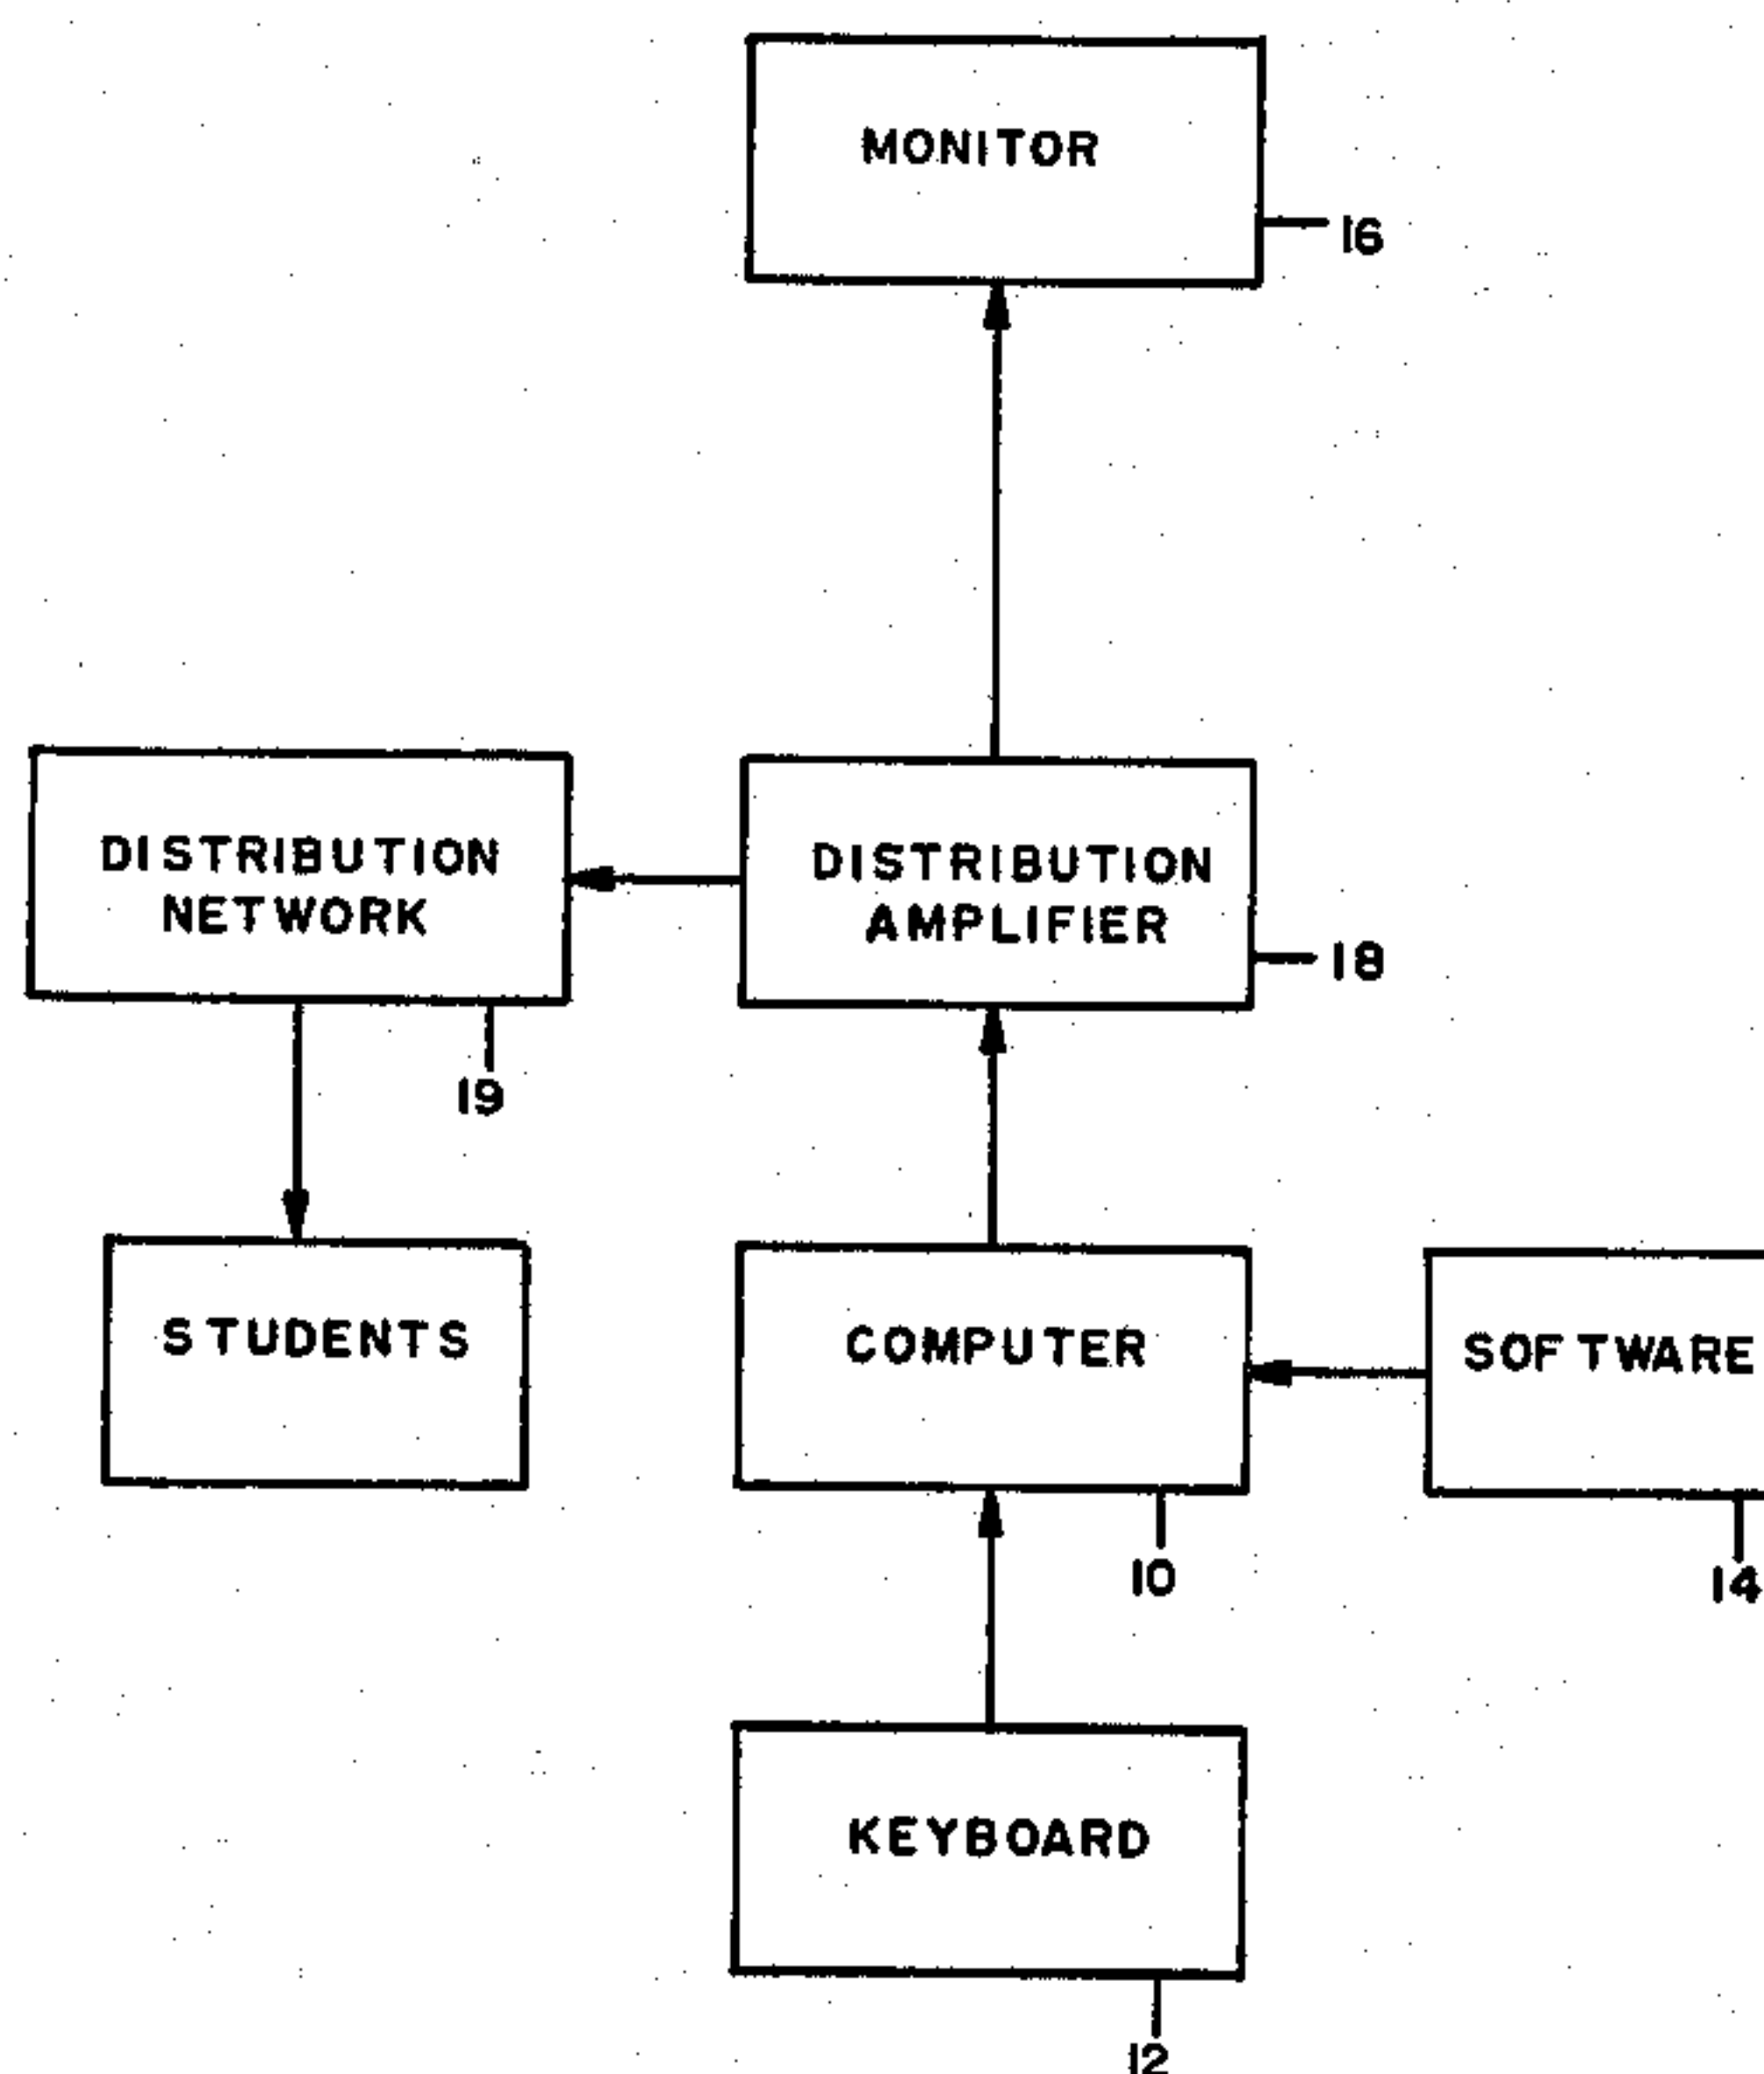 MONITOR
16
DISTRIBUTION
NETWORK
DISTRIBUTION
AMPLIFIER
18
19
STUDENTS
COMPUTER
SOFTWARE
10
14
KEYBOARD
12